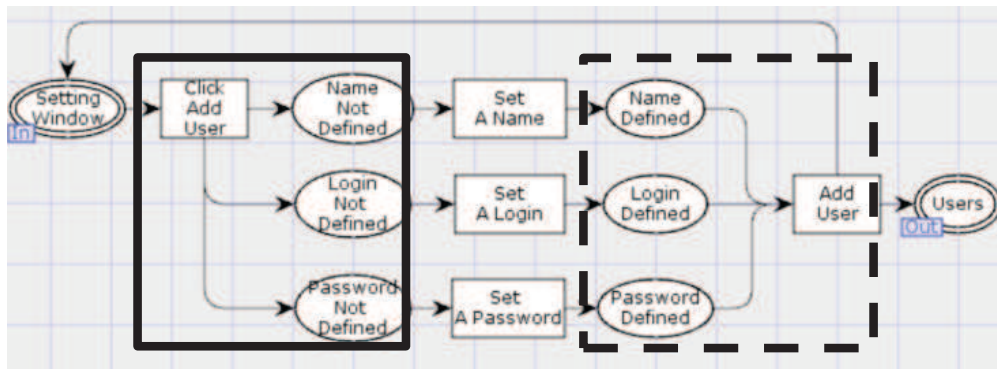 Setting
Window
In
Click
Add
User
Name
Not
Defined
Set
A Name
Name
Defined
Login
Not
Defined
Set
A Login
Login
Defined
Add
User
Users
Out
Password
Not
Defined
Set
A Password
Password
Defined